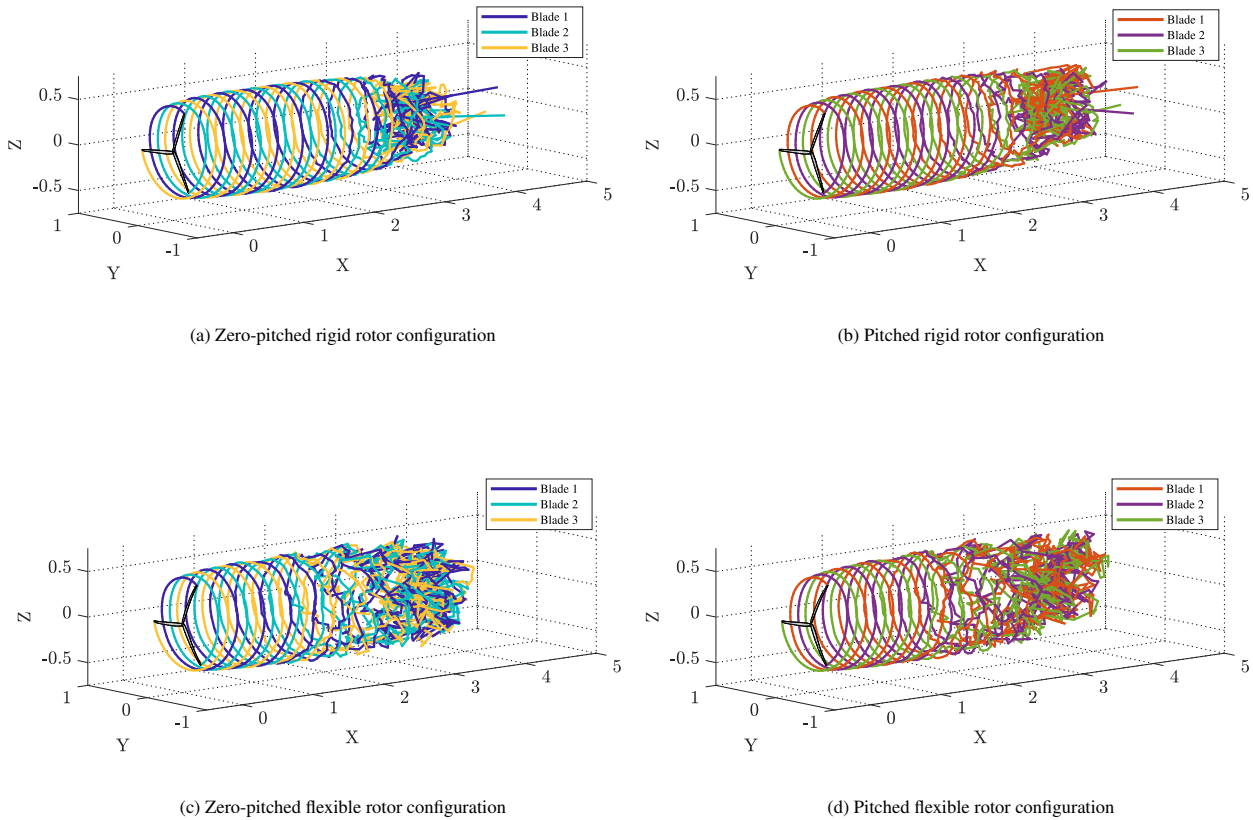 Blade 1
Blade 2
Blade 3
0.5
0
-0.5
Z
1
0
-1
Y
0
1
2
3
4
5
X
(a) Zero-pitched rigid rotor configuration
Blade 1
Blade 2
Blade 3
0.5
0
-0.5
Z
1
0
-1
Y
0
1
2
3
4
5
X
(b) Pitched rigid rotor configuration
Blade 1
Blade 2
Blade 3
0.5
0
-0.5
Z
1
0
-1
Y
0
1
2
3
4
5
X
(c) Zero-pitched flexible rotor configuration
Blade 1
Blade 2
Blade 3
0.5
0
-0.5
Z
1
0
-1
Y
0
1
2
3
4
5
X
(d) Pitched flexible rotor configuration